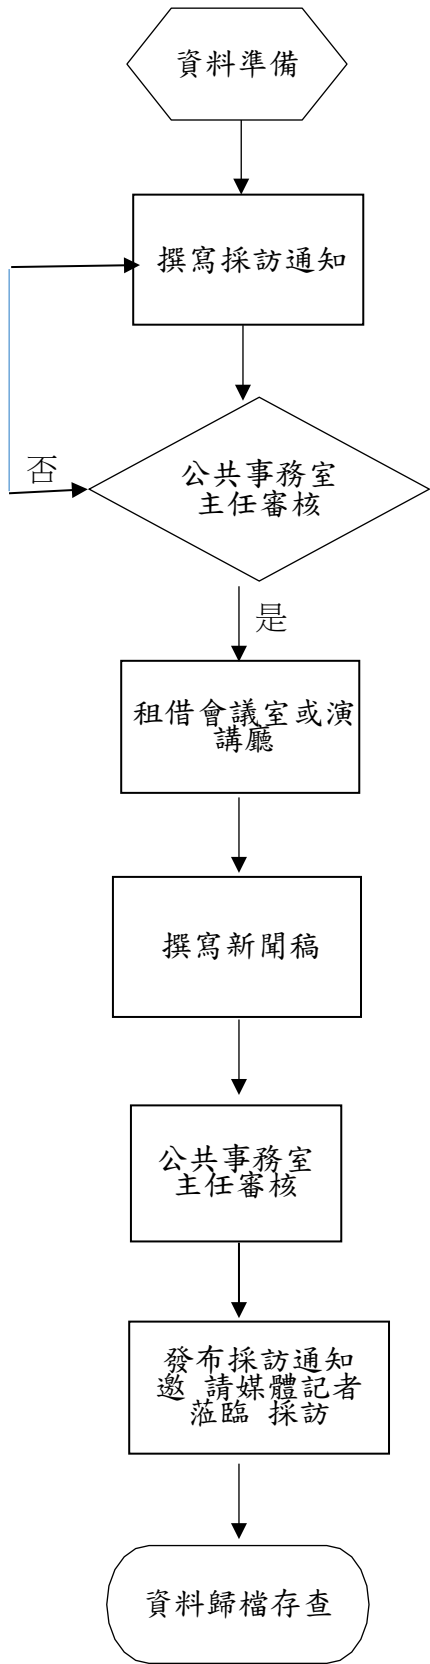 資料準備
撰寫採訪通知
公共事務室
主任審核
否
是
租借會議室或演
講廳
撰寫新聞稿
公共事務室
主任審核
發布採訪通知
邀 請媒體記者
蒞臨 採訪
資料歸檔存查